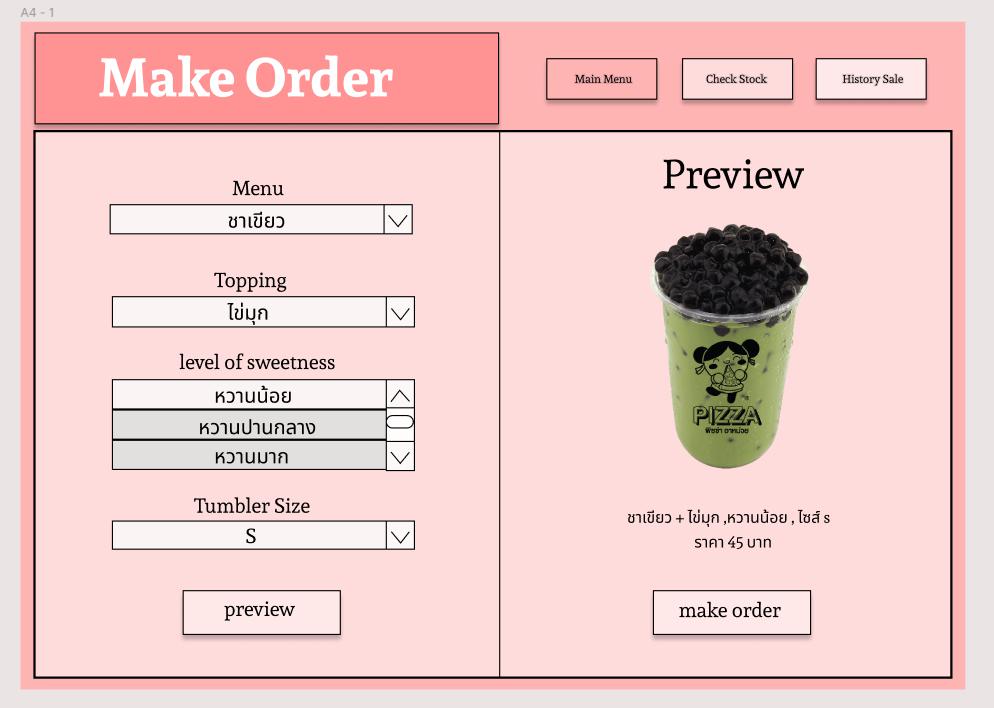 A4 - 1
Make Order
Main Menu
Check Stock
History Sale
Menu
ชาเขียว
Topping
ไข่มุก
level of sweetness
หวานน้อย
หวานปานกลาง
หวานมาก
Tumbler Size
S
preview
Preview
PIZZA
พิซซ่า ชาหม่อย
ชาเขียว + ไข่มุก ,หวานน้อย , ไซส์ s
ราคา 45 บาท
make order